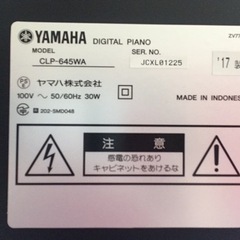 YAMAHA DIGITAL PIANO
MODEL CLP-645WA
SERIAL No. JCXL01225
'17
ヤマハ株式会社
100V ～ 50/60Hz 30W
MADE IN INDONES
202-SMD048
注意
感電の恐れあり
キャビネットをあけるな